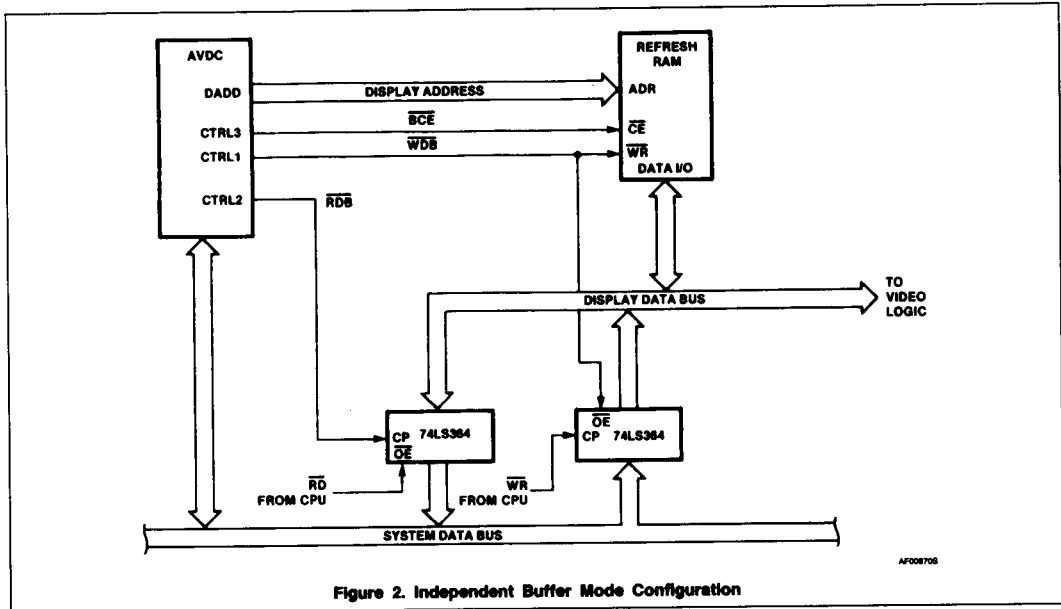 AVDC
REFRESH
RAM
DADD
DISPLAY ADDRESS
ADR
CTRL3
BCE
CE
CTRL1
WDB
WR
DATA I/O
CTRL2
RDB
DISPLAY DATA BUS
TO
VIDEO
LOGIC
CP 74LS364
OE
OE
CP 74LS364
RD
FROM CPU
WR
FROM CPU
SYSTEM DATA BUS
AF00870S
Figure 2. Independent Buffer Mode Configuration